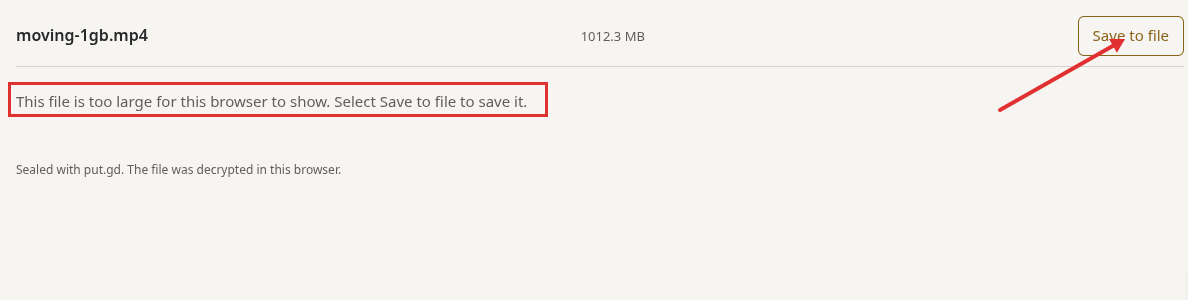 moving-1gb.mp4
1012.3 MB
Save to file
This file is too large for this browser to show. Select Save to file to save it.
Sealed with put.gd. The file was decrypted in this browser.